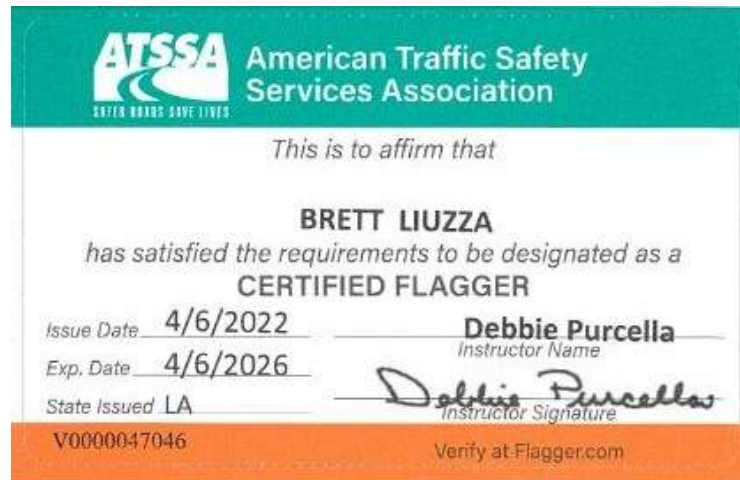 ATSSA
SAFER ROADS SAVE LIVES
American Traffic Safety
Services Association
This is to affirm that
BRETT LIUZZA
has satisfied the requirements to be designated as a
CERTIFIED FLAGGER
Issue Date 4/6/2022
Debbie Purcella
Instructor Name
Exp. Date 4/6/2026
Debbie Purcella
State Issued LA
Instructor Signature
V0000047046
Verify at Flagger.com